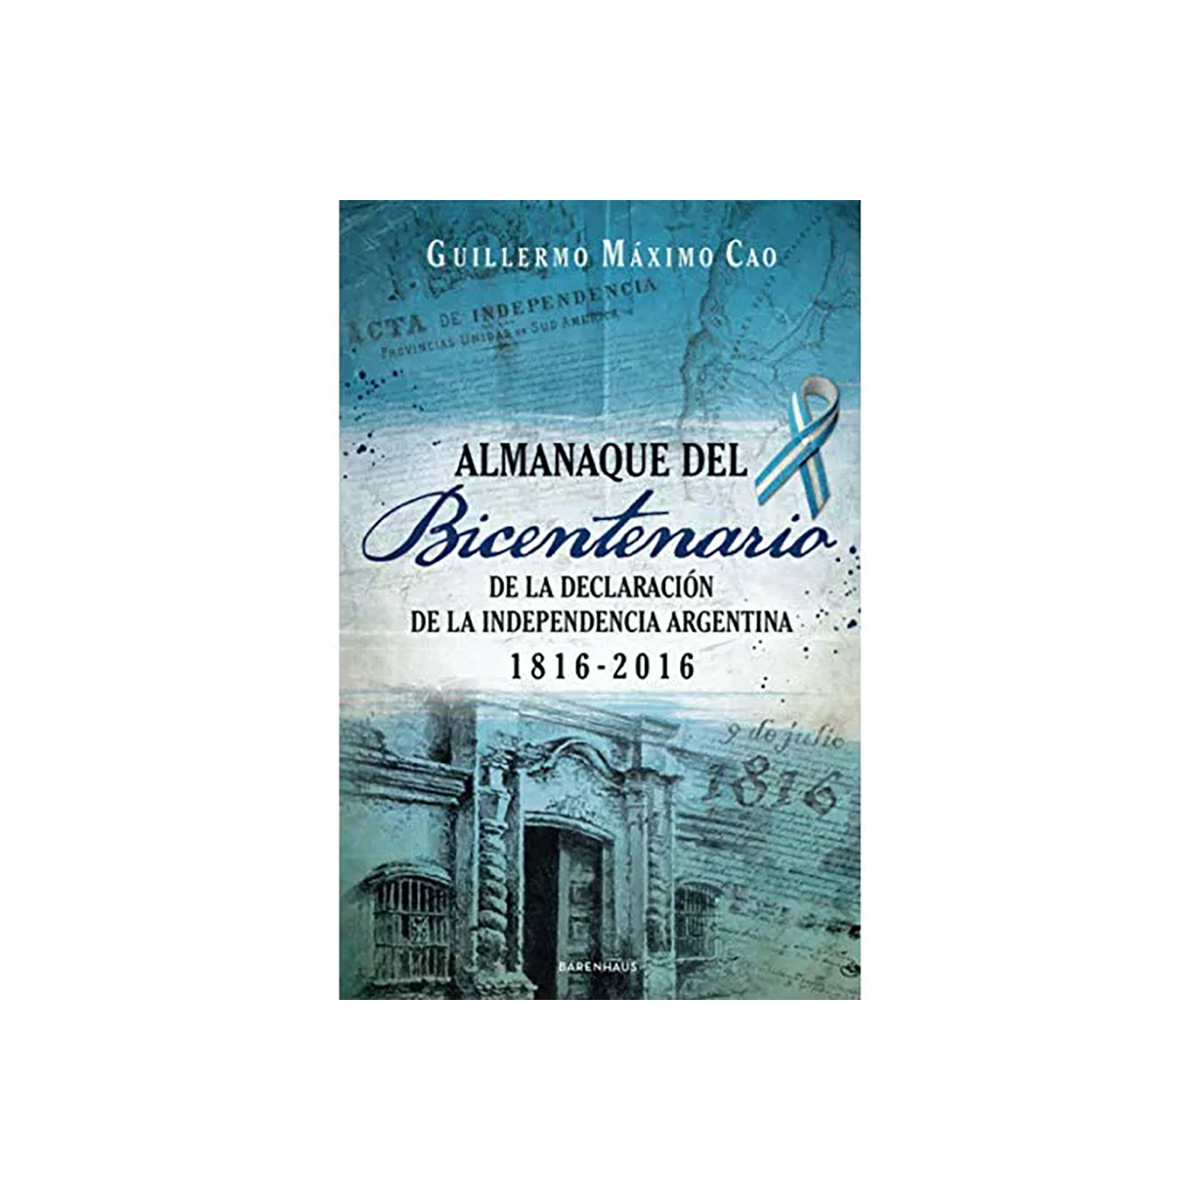 GUILLERMO MÁXIMO CAO
ACTA DE INDEPENDENCIA
PROVINCIAS UNIDAS EN SUD AMERICA
ALMANAQUE DEL
Bicentenario
DE LA DECLARACIÓN
DE LA INDEPENDENCIA ARGENTINA
1816-2016
9 de julio
1816
BARENHAUS